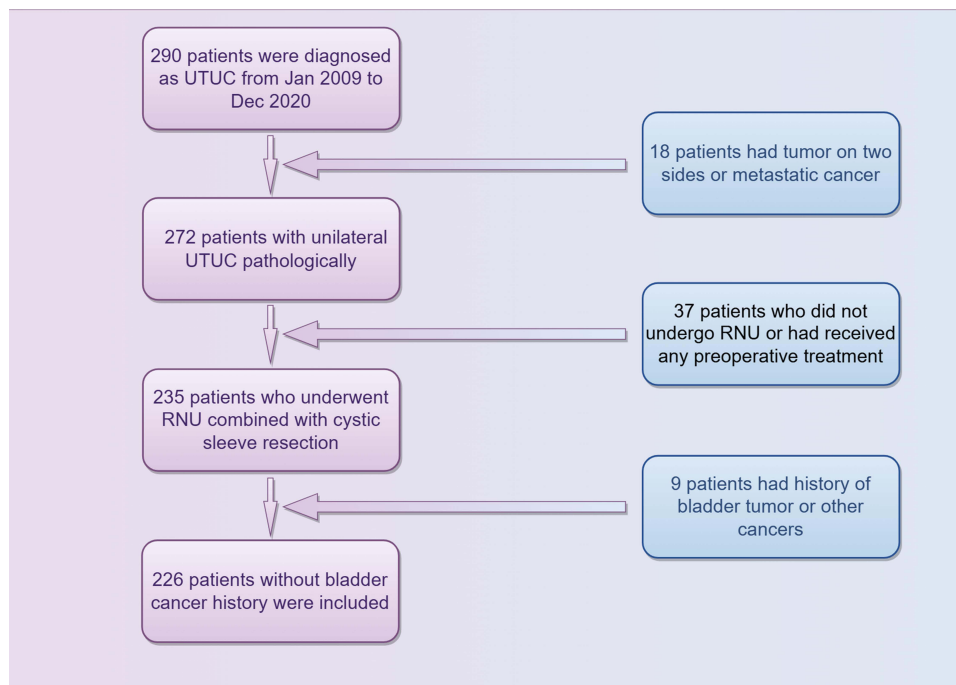 290 patients were diagnosed
as UTUC from Jan 2009 to
Dec 2020
18 patients had tumor on two
sides or metastatic cancer
272 patients with unilateral
UTUC pathologically
37 patients who did not
undergo RNU or had received
any preoperative treatment
235 patients who underwent
RNU combined with cystic
sleeve resection
9 patients had history of
bladder tumor or other
cancers
226 patients without bladder
cancer history were included